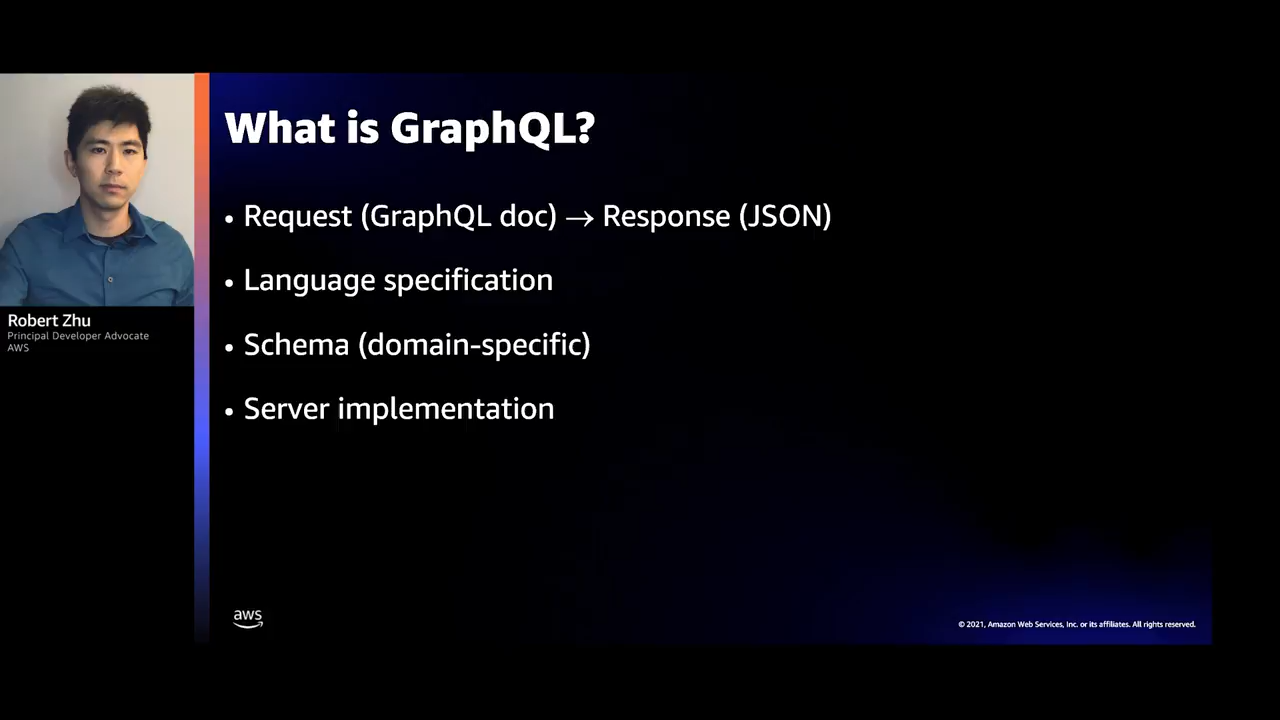 What is GraphQL?
• Request (GraphQL doc) → Response (JSON)
• Language specification
• Schema (domain-specific)
• Server implementation
Robert Zhu
Principal Developer Advocate
AWS
aws
© 2021, Amazon Web Services, Inc. or its affiliates. All rights reserved.